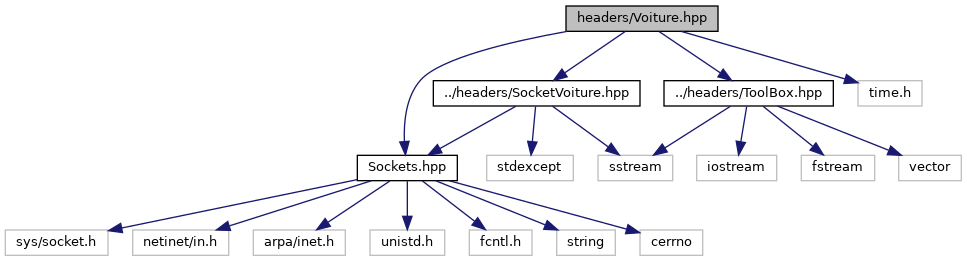 headers/Voiture.hpp
../headers/SocketVoiture.hpp
../headers/ToolBox.hpp
time.h
Sockets.hpp
stdexcept
sstream
iostream
fstream
vector
sys/socket.h
netinet/in.h
arpa/inet.h
unistd.h
fcntl.h
string
cerrno